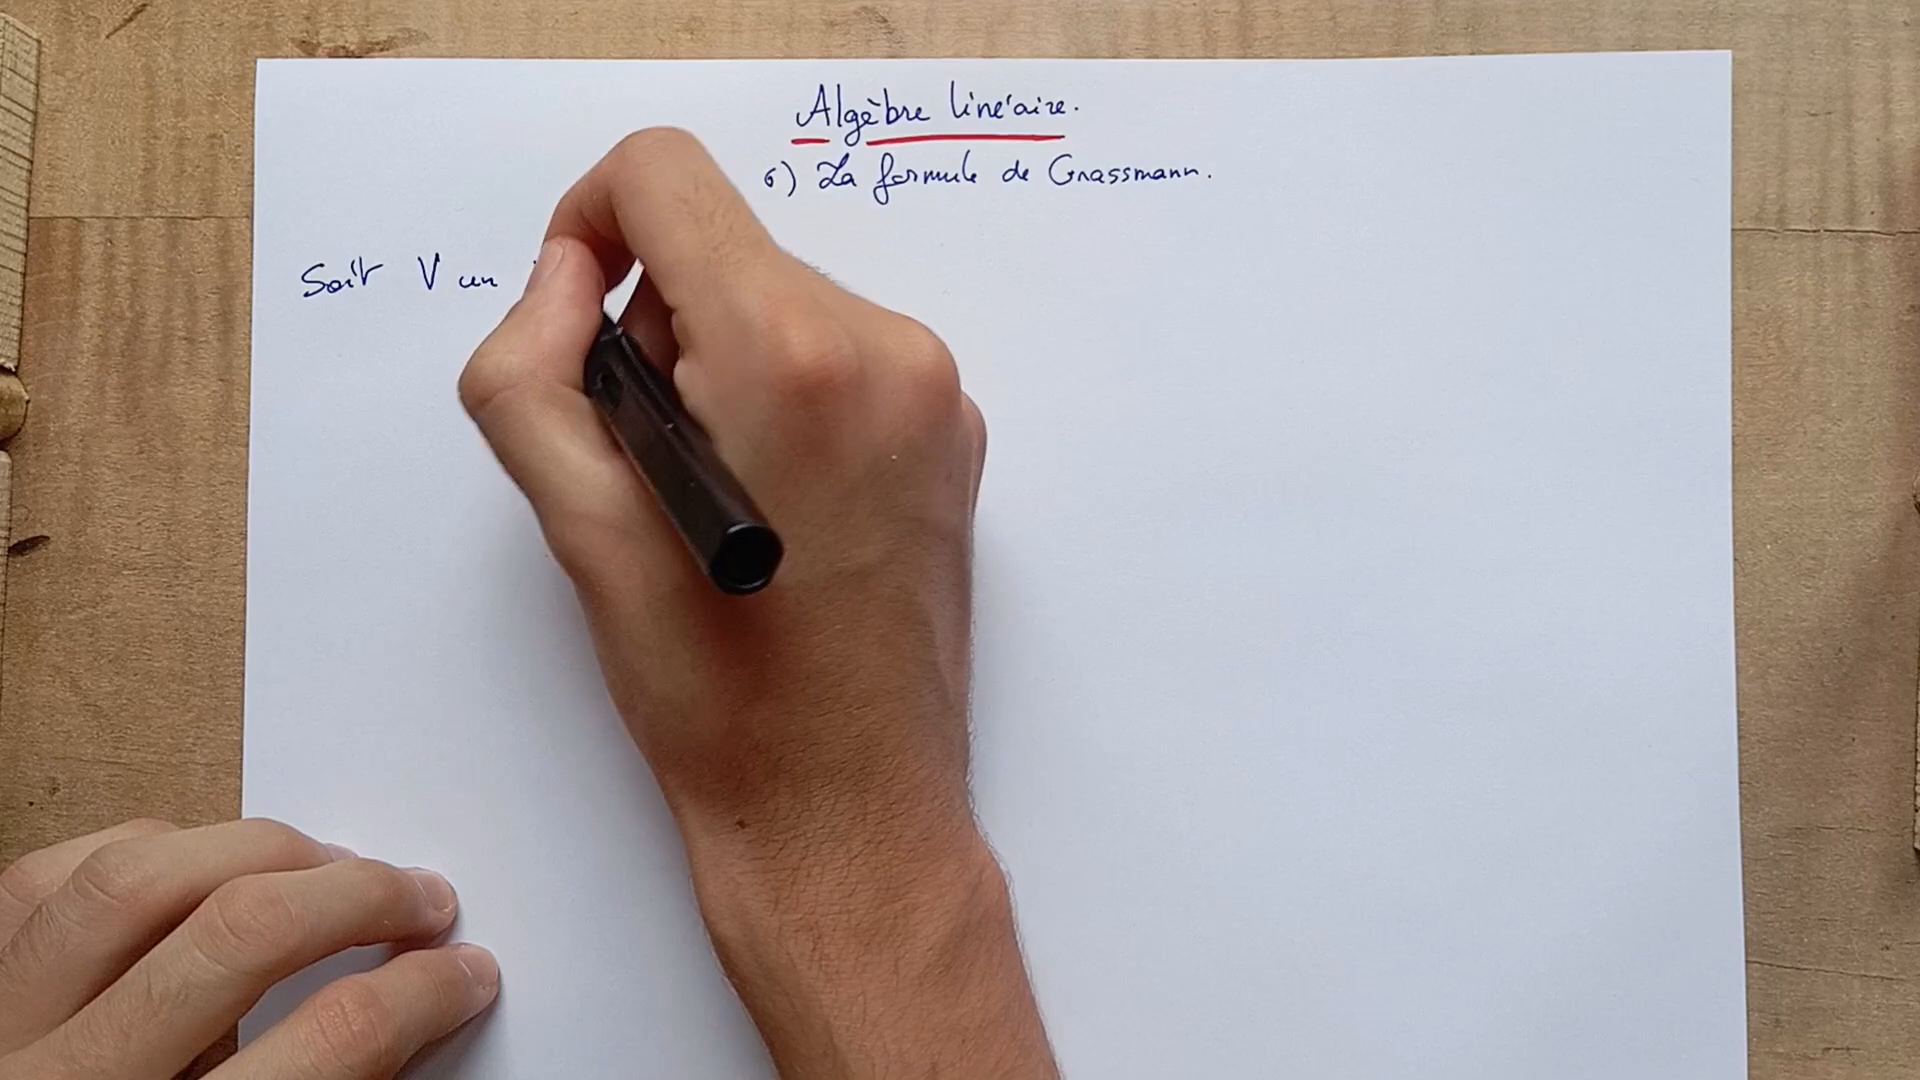 Algèbre linéaire.
6) La formule de Grassmann.
Soit V un